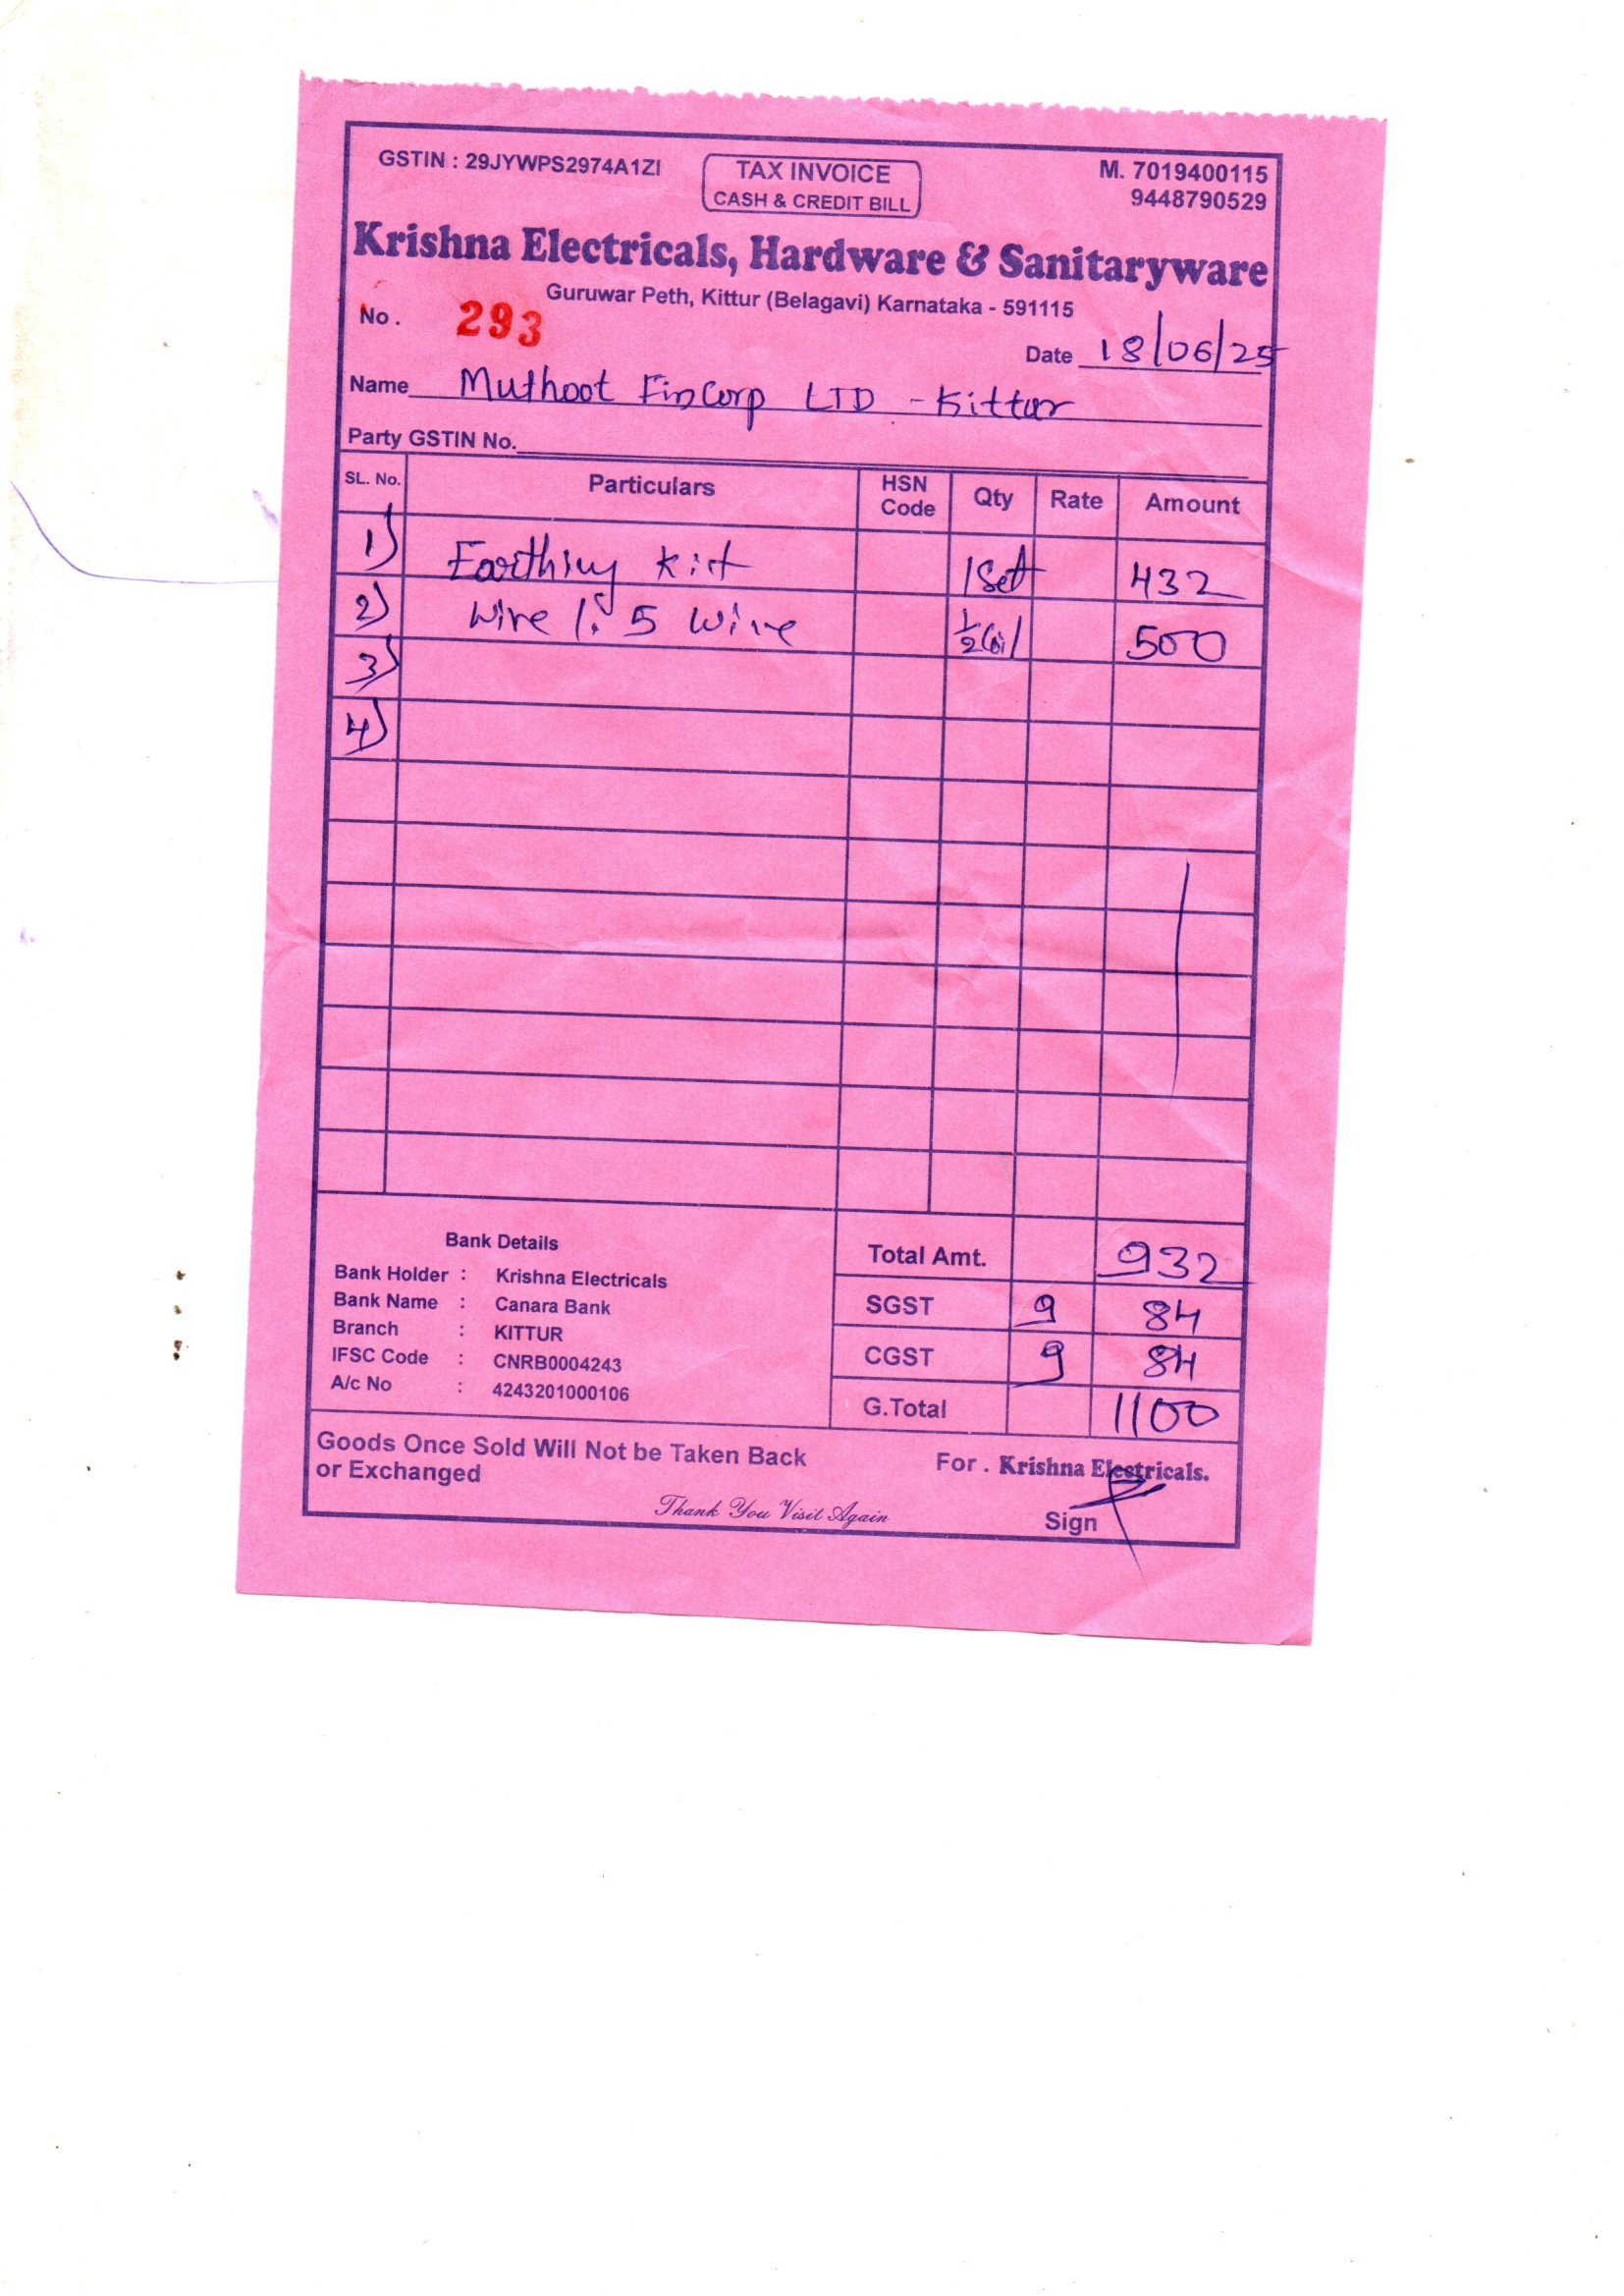 GSTIN : 29JYWPS2974A1ZI
TAX INVOICE
CASH & CREDIT BILL
M. 7019400115
9448790529
Krishna Electricals, Hardware & Sanitaryware
Guruwar Peth, Kittur (Belagavi) Karnataka - 591115
No. 293
Date 18/06/25
Name Muthoot FinCorp LTD - Kittur
Party GSTIN No.
SL. No. Particulars HSN Code Qty Rate Amount
1) Earthing Kit 1 Set 432
2) Wire 1.5 Wire 1/2 Coil 500
3)
4)
Total Amt. 932
SGST 9 84
CGST 9 84
G.Total 1100
Bank Details
Bank Holder : Krishna Electricals
Bank Name : Canara Bank
Branch : KITTUR
IFSC Code : CNRB0004243
A/c No : 4243201000106
Goods Once Sold Will Not be Taken Back
or Exchanged
For . Krishna Electricals.
Thank You Visit Again
Sign